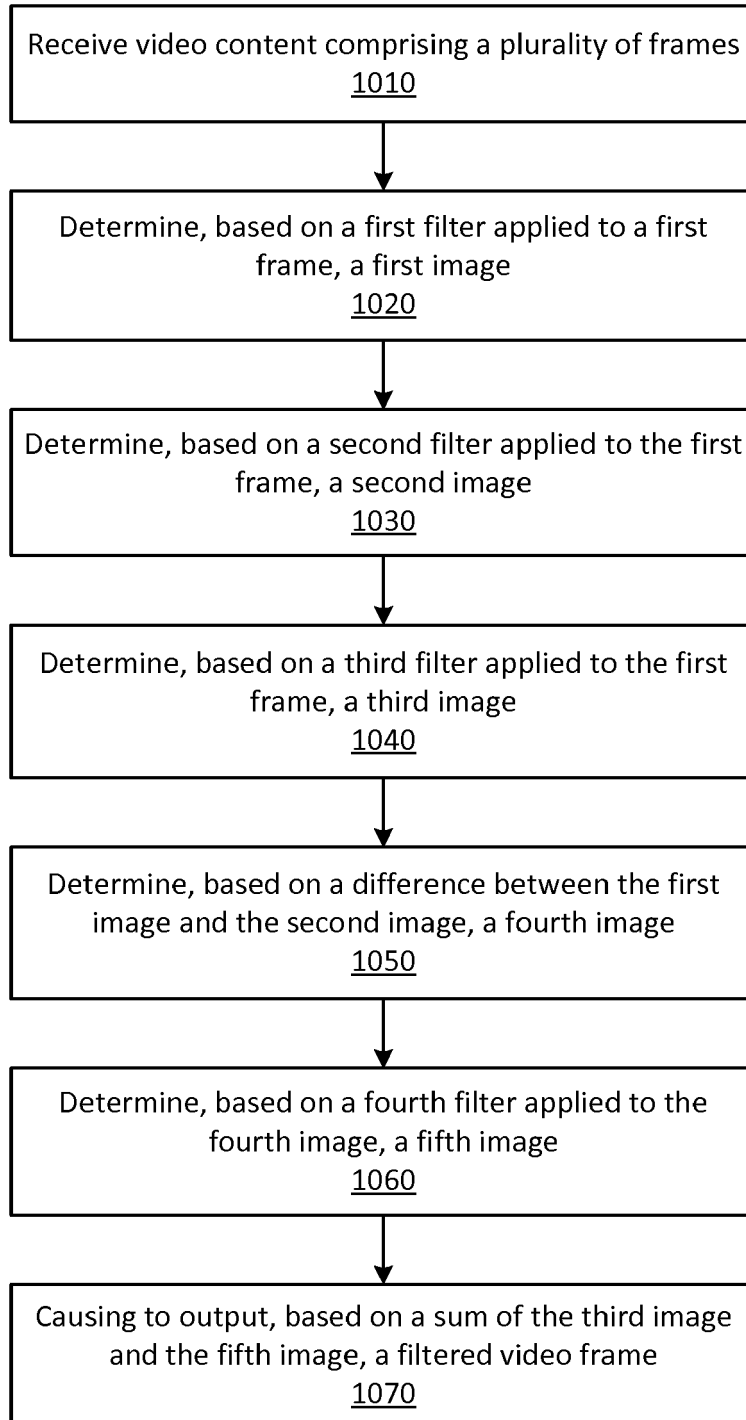 Receive video content comprising a plurality of frames
1010
Determine, based on a first filter applied to a first
frame, a first image
1020
Determine, based on a second filter applied to the first
frame, a second image
1030
Determine, based on a third filter applied to the first
frame, a third image
1040
Determine, based on a difference between the first
image and the second image, a fourth image
1050
Determine, based on a fourth filter applied to the
fourth image, a fifth image
1060
Causing to output, based on a sum of the third image
and the fifth image, a filtered video frame
1070